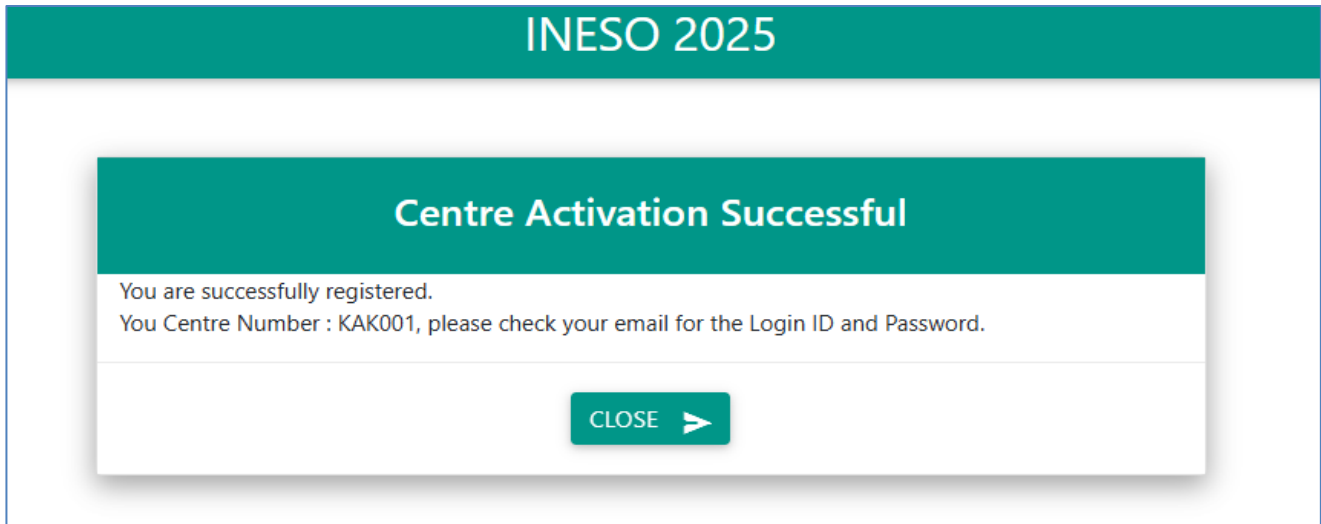 INESO 2025
Centre Activation Successful
You are successfully registered.
You Centre Number : KAK001, please check your email for the Login ID and Password.
CLOSE